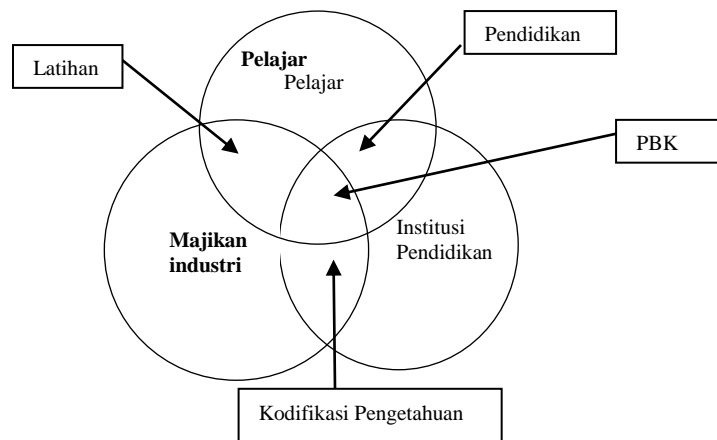 Pendidikan
Latihan
Pelajar
Pelajar
PBK
Majikan
industri
Institusi
Pendidikan
Kodifikasi Pengetahuan